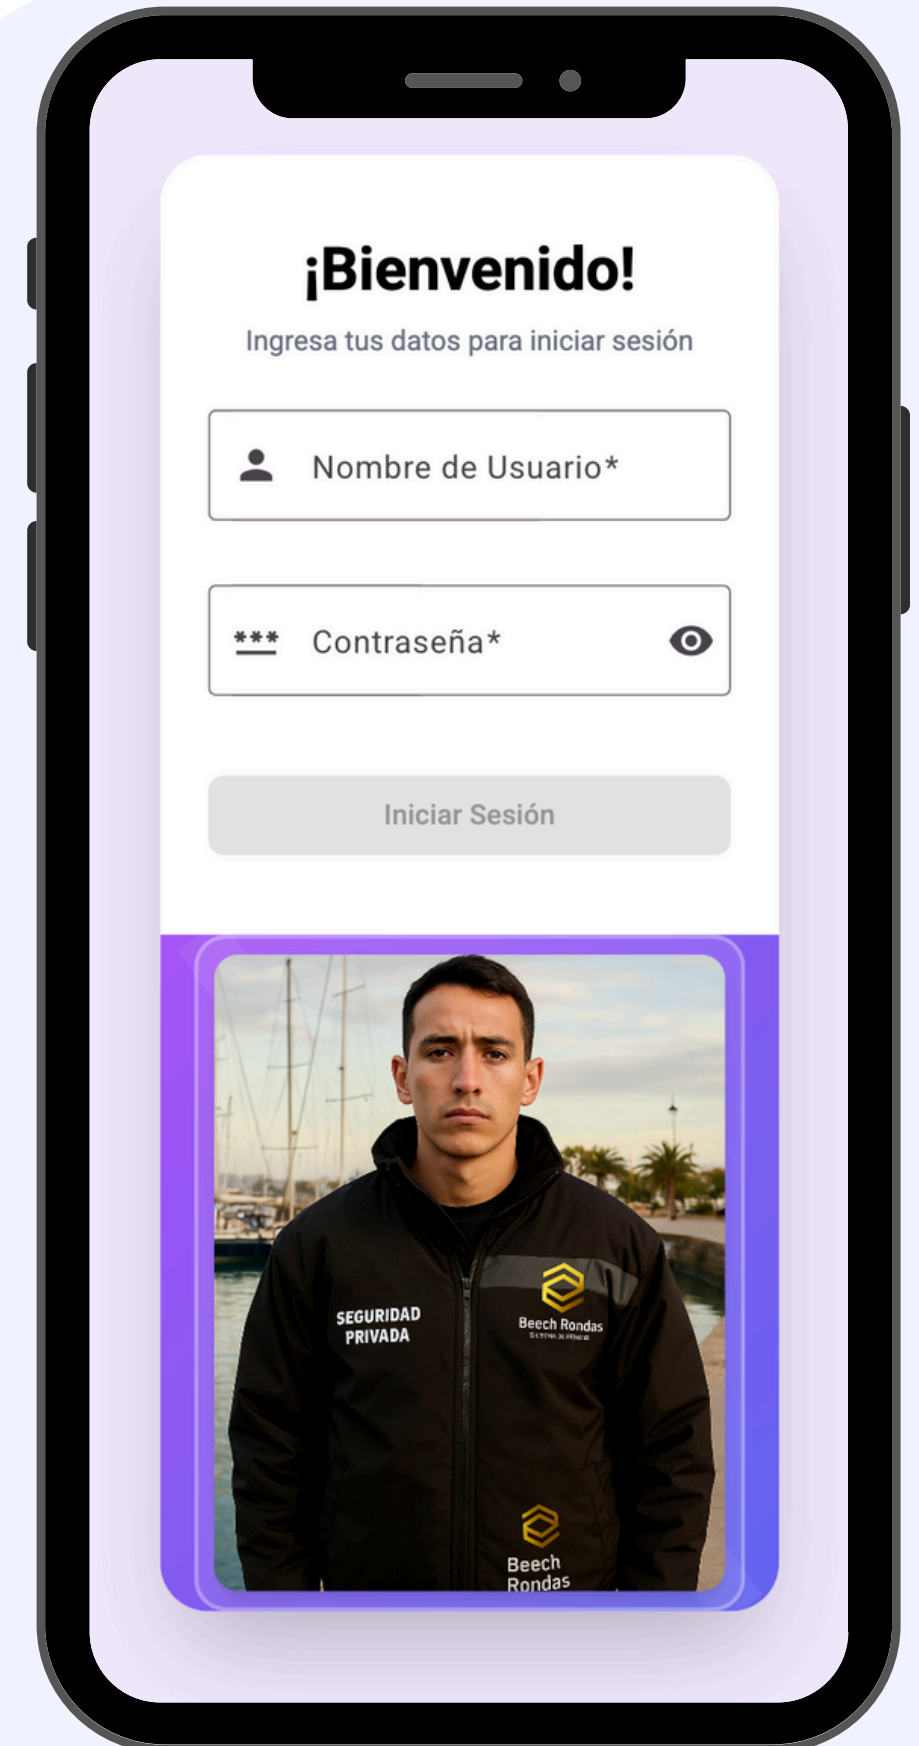 ¡Bienvenido!
Ingresa tus datos para iniciar sesión
Nombre de Usuario*
*** Contraseña*
Iniciar Sesión
SEGURIDAD
PRIVADA
Beech Rondas
Beech
Rondas